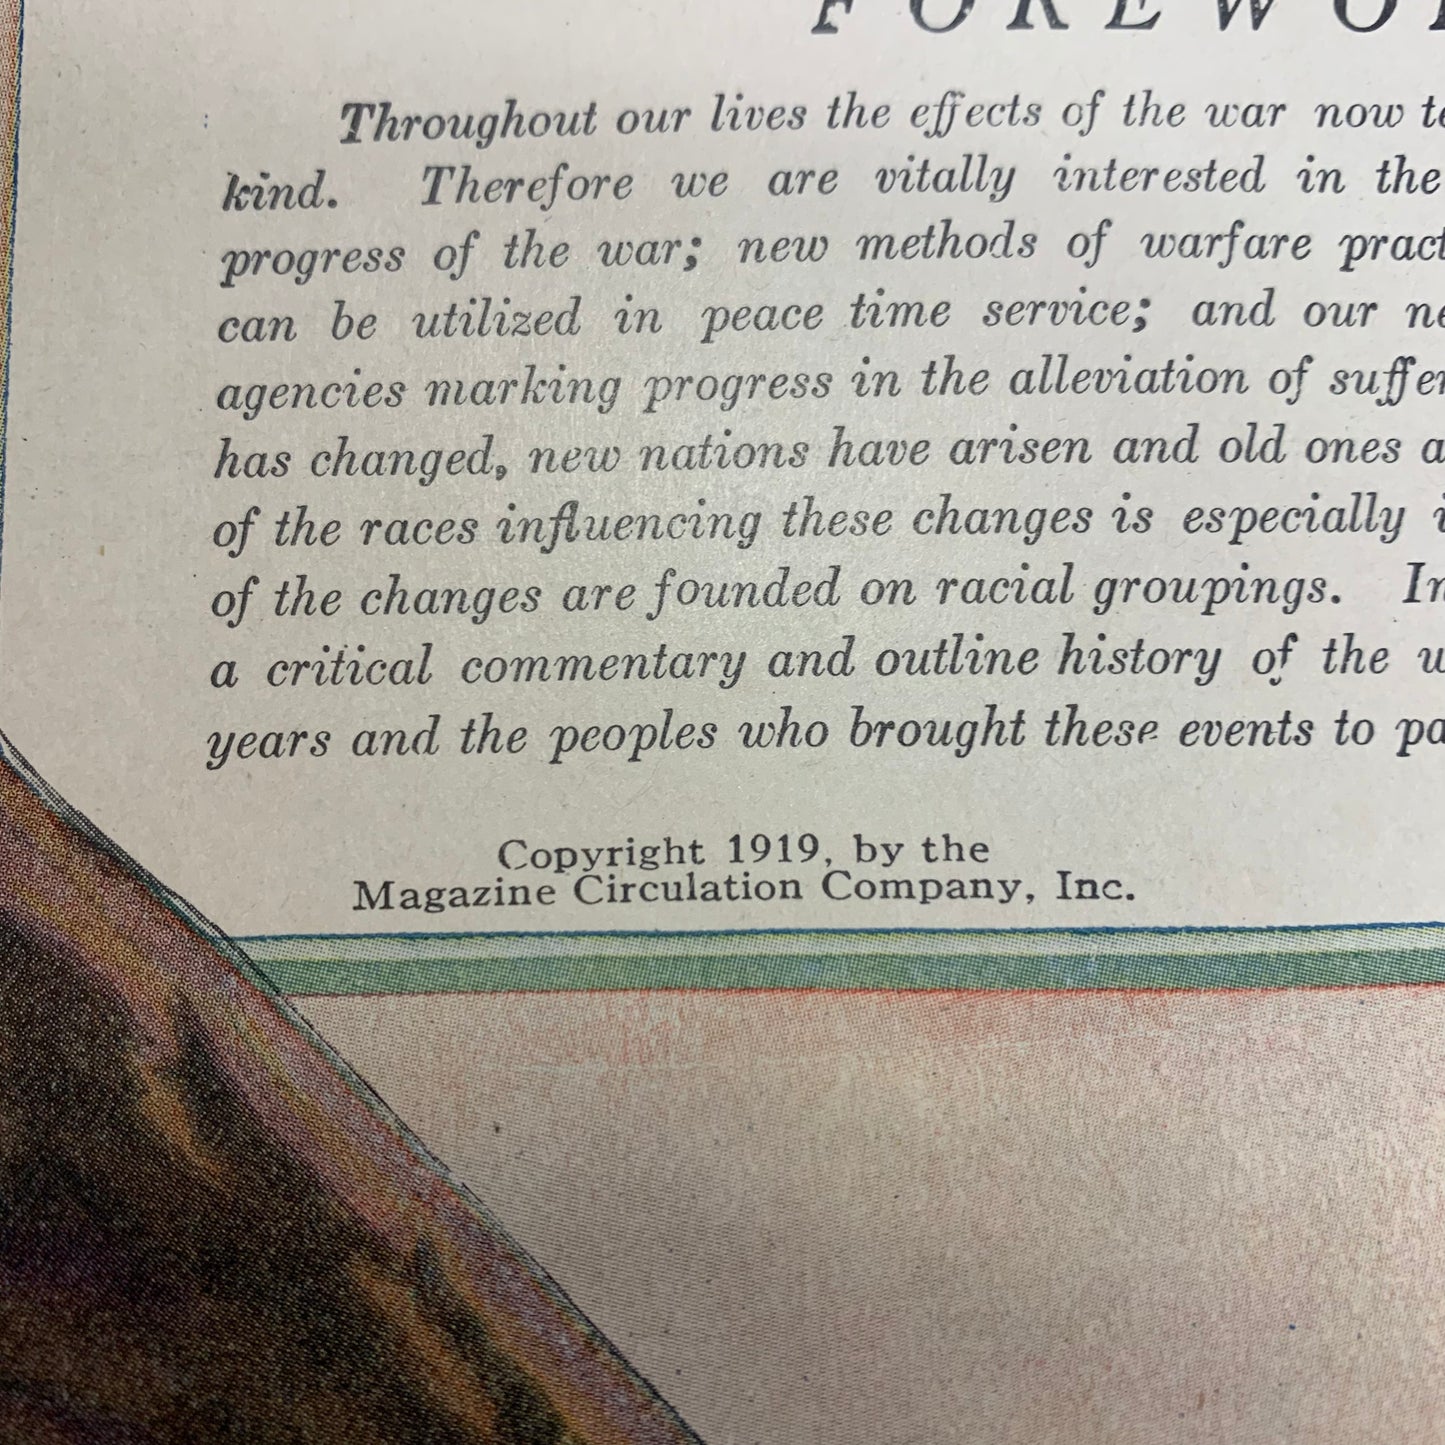 Throughout our lives the effects of the war now
kind. Therefore we are vitally interested in the
progress of the war; new methods of warfare
can be utilized in peace time service; and our
agencies marking progress in the alleviation of
has changed, new nations have arisen and old ones
of the races influencing these changes is especially
of the changes are founded on racial groupings.
a critical commentary and outline history of the
years and the peoples who brought these events to
Copyright 1919, by the
Magazine Circulation Company, Inc.